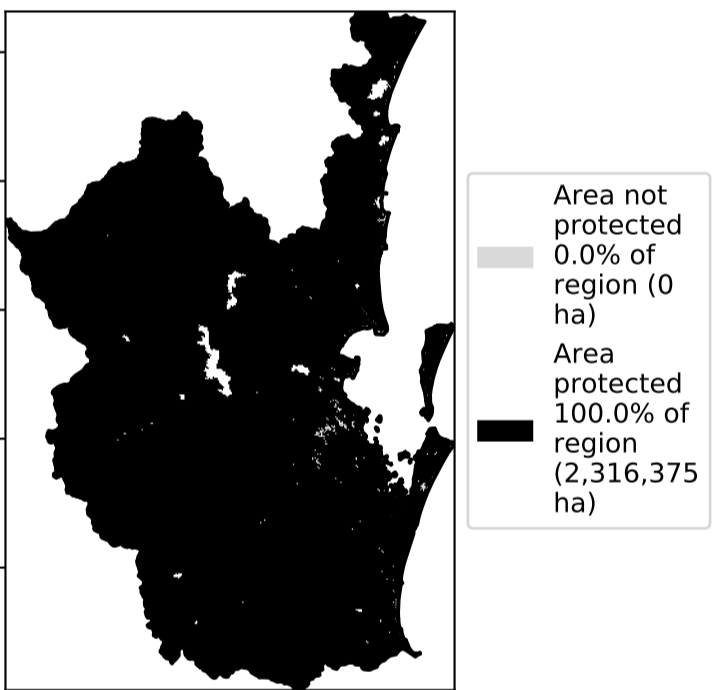 Area not
protected
0.0% of
region (0
ha)
Area
protected
100.0% of
region
(2,316,375
ha)